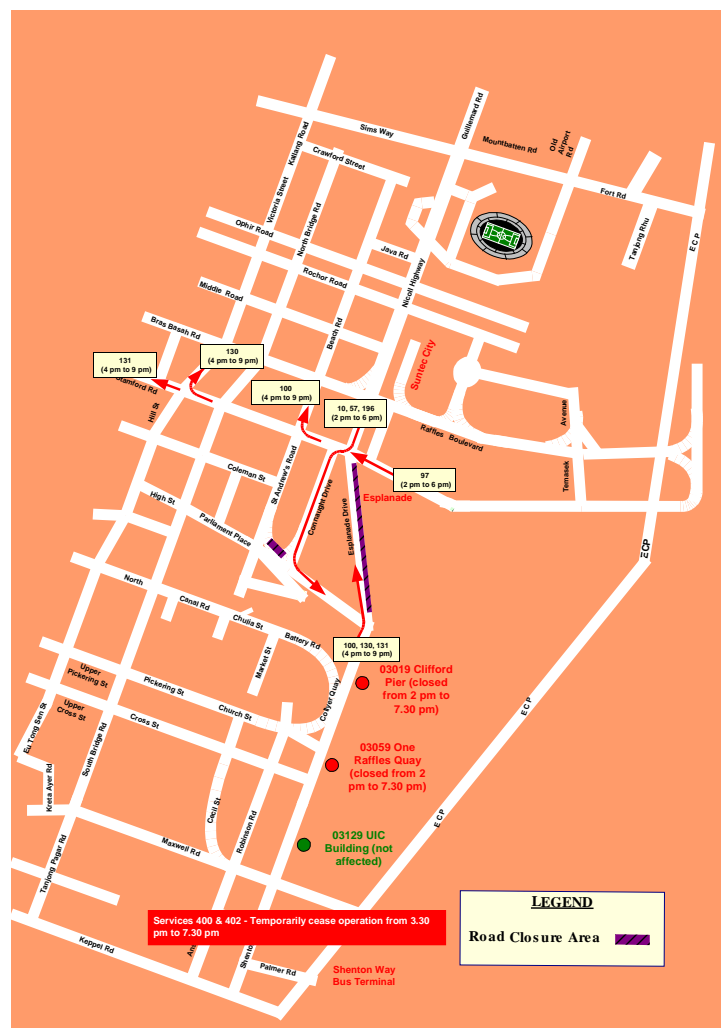 Sims Way
Guillemard Rd
Mountbatten Rd
Old
Airport
Rd
Fort Rd
Tanjong Rhu
E C P
Kallang Road
Crawford Street
Victoria Street
North Bridge Rd
Ophir Road
Java Rd
Rochor Road
Nicoll Highway
Middle Road
Beach Rd
Bras Basah Rd
Suntec City
131
(4 pm to 9 pm)
130
(4 pm to 9 pm)
100
(4 pm to 9 pm)
10, 57, 196
(2 pm to 6 pm)
97
(2 pm to 6 pm)
Stamford Rd
Hill St
Raffles Boulevard
Temasek
Avenue
Esplanade
Coleman St
St Andrew's Road
Connaught Drive
Esplanade Drive
High St
Parliament Place
ECP
North
Canal Rd
Chulia St
Battery Rd
Market St
100, 130, 131
(4 pm to 9 pm)
03019 Clifford
Pier (closed
from 2 pm to
7.30 pm)
Collyer Quay
Upper
Pickering St
Pickering St
Church St
Upper
Cross St
Cross St
Eu Tong Sen St
South Bridge Rd
E C P
03059 One
Raffles Quay
(closed from 2
pm to 7.30 pm)
Kreta Ayer Rd
Cecil St
Robinson Rd
E C P
03129 UIC
Building (not
affected)
Maxwell Rd
Tanjong Pagar Rd
Services 400 & 402 - Temporarily cease operation from 3.30
pm to 7.30 pm
LEGEND
Road Closure Area
Keppel Rd
Palmer Rd
Shenton Way
Bus Terminal